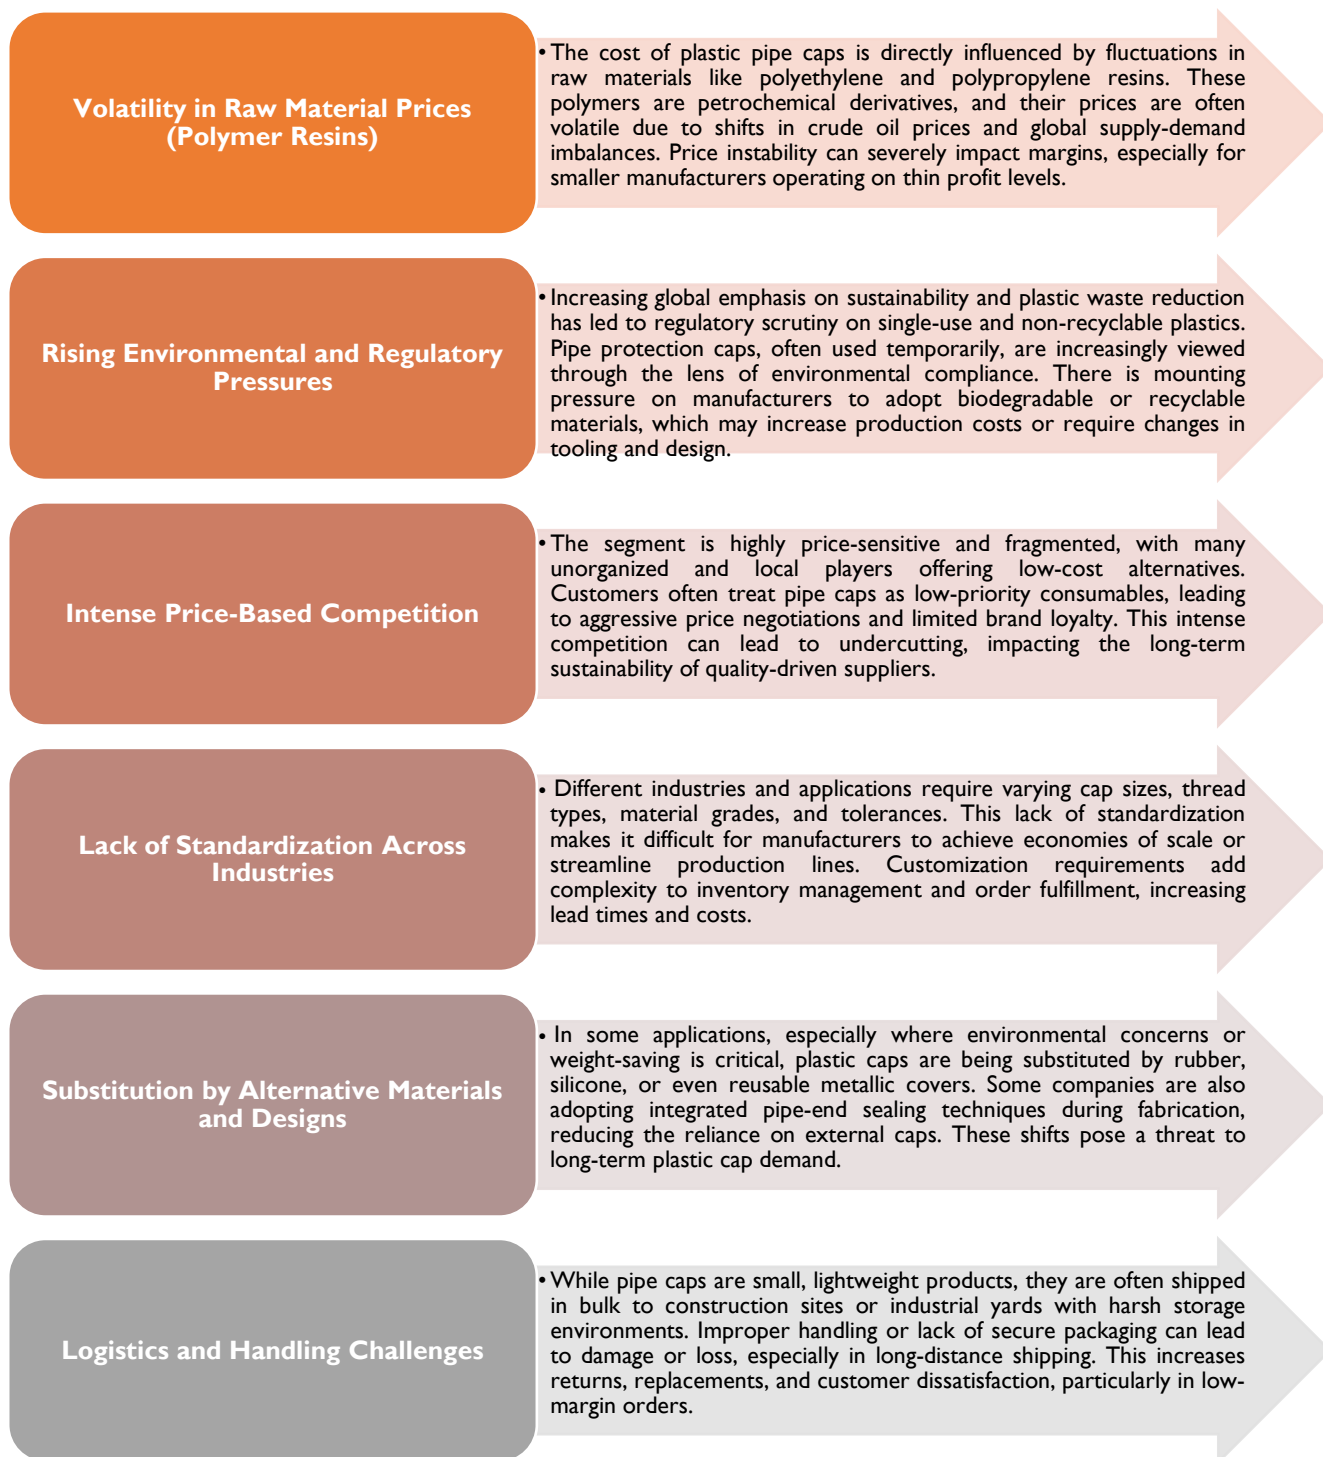 Volatility in Raw Material Prices
(Polymer Resins)
• The cost of plastic pipe caps is directly influenced by fluctuations in
raw materials like polyethylene and polypropylene resins. These
polymers are petrochemical derivatives, and their prices are often
volatile due to shifts in crude oil prices and global supply-demand
imbalances. Price instability can severely impact margins, especially for
smaller manufacturers operating on thin profit levels.
Rising Environmental and Regulatory
Pressures
• Increasing global emphasis on sustainability and plastic waste reduction
has led to regulatory scrutiny on single-use and non-recyclable plastics.
Pipe protection caps, often used temporarily, are increasingly viewed
through the lens of environmental compliance. There is mounting
pressure on manufacturers to adopt biodegradable or recyclable
materials, which may increase production costs or require changes in
tooling and design.
Intense Price-Based Competition
• The segment is highly price-sensitive and fragmented, with many
unorganized and local players offering low-cost alternatives.
Customers often treat pipe caps as low-priority consumables, leading
to aggressive price negotiations and limited brand loyalty. This intense
competition can lead to undercutting, impacting the long-term
sustainability of quality-driven suppliers.
Lack of Standardization Across
Industries
• Different industries and applications require varying cap sizes, thread
types, material grades, and tolerances. This lack of standardization
makes it difficult for manufacturers to achieve economies of scale or
streamline production lines. Customization requirements add
complexity to inventory management and order fulfillment, increasing
lead times and costs.
Substitution by Alternative Materials
and Designs
• In some applications, especially where environmental concerns or
weight-saving is critical, plastic caps are being substituted by rubber,
silicone, or even reusable metallic covers. Some companies are also
adopting integrated pipe-end sealing techniques during fabrication,
reducing the reliance on external caps. These shifts pose a threat to
long-term plastic cap demand.
Logistics and Handling Challenges
• While pipe caps are small, lightweight products, they are often shipped
in bulk to construction sites or industrial yards with harsh storage
environments. Improper handling or lack of secure packaging can lead
to damage or loss, especially in long-distance shipping. This increases
returns, replacements, and customer dissatisfaction, particularly in low-
margin orders.